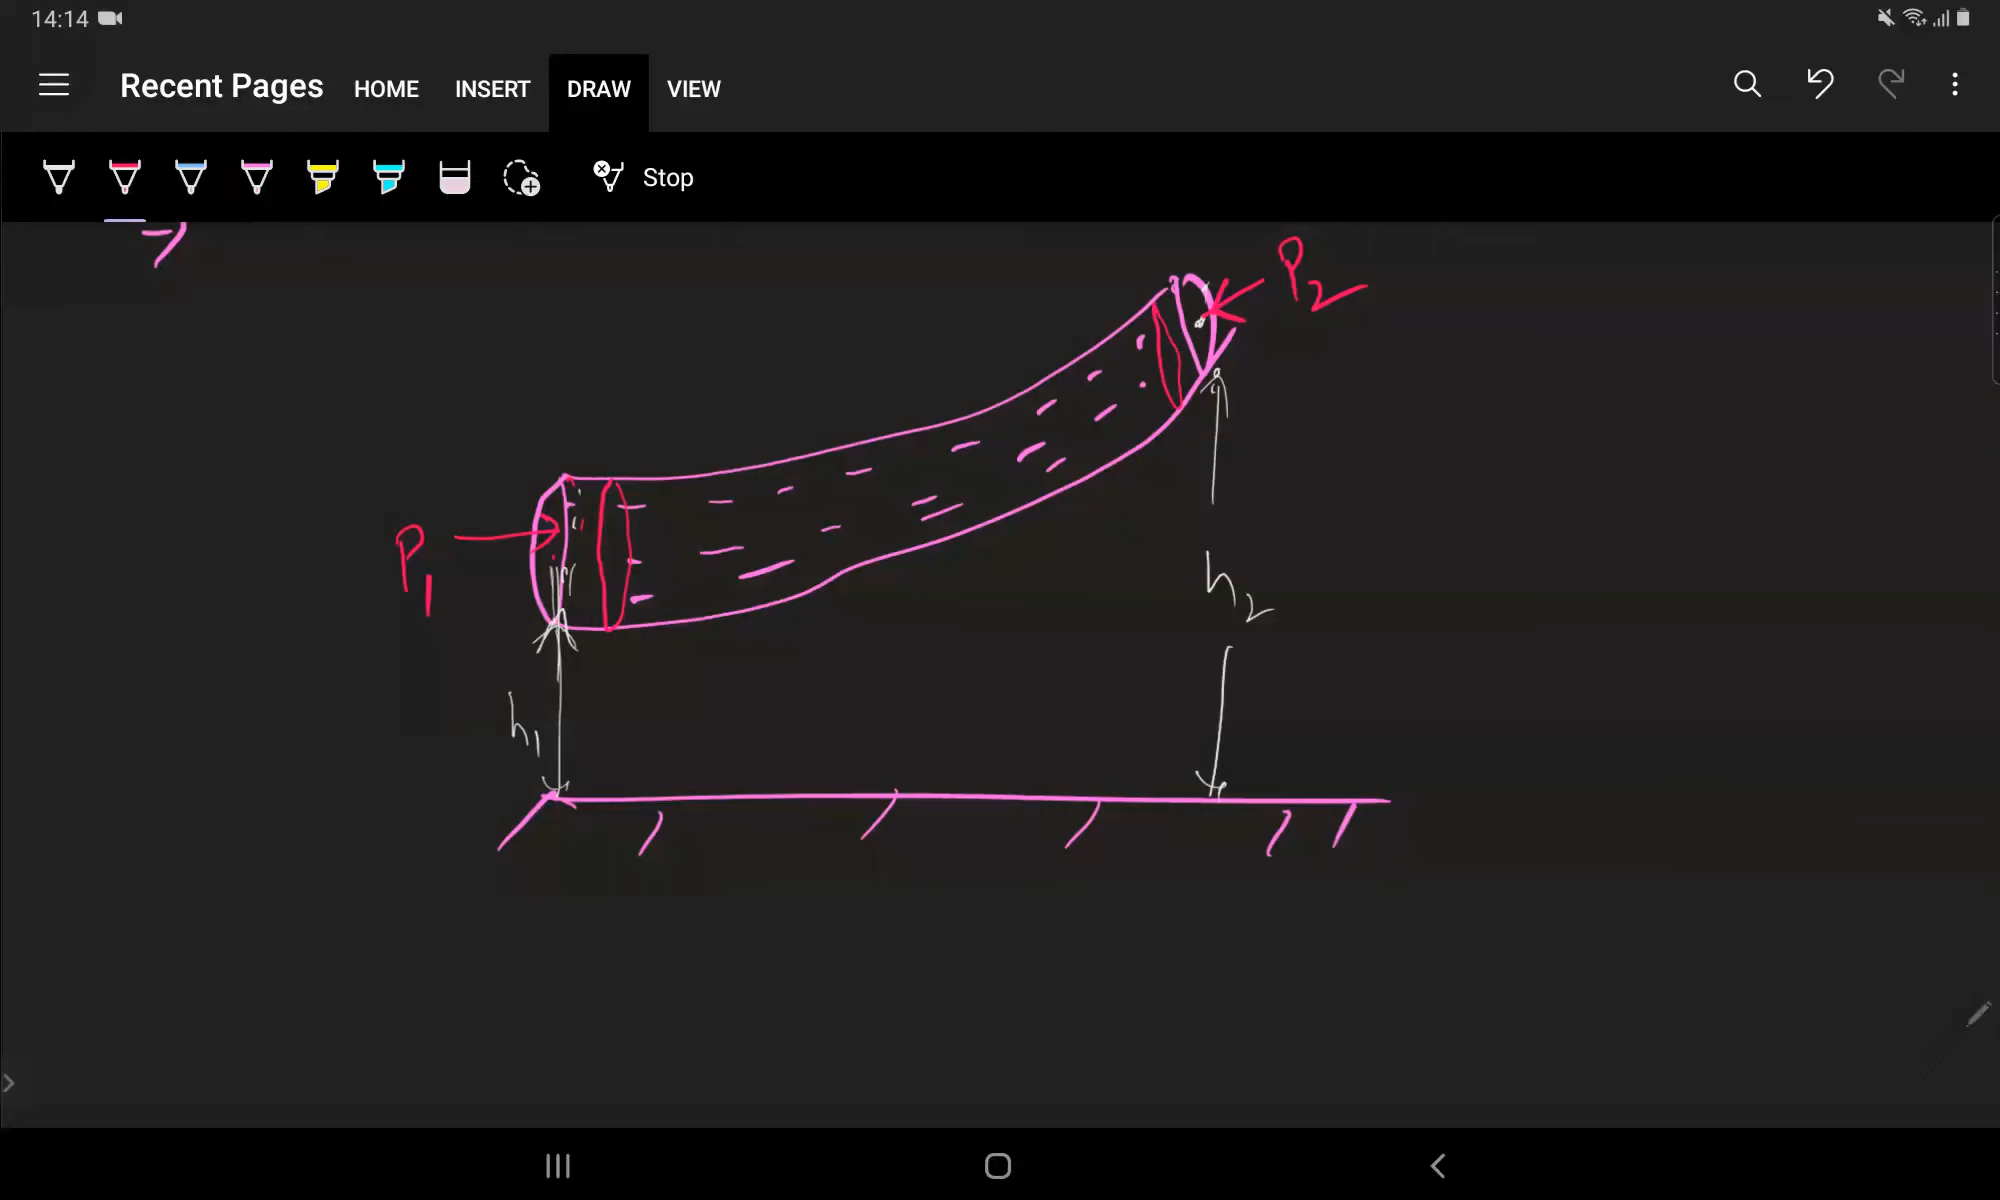 14:14
Recent Pages HOME INSERT DRAW VIEW
Stop
P2
P1
h2
h1